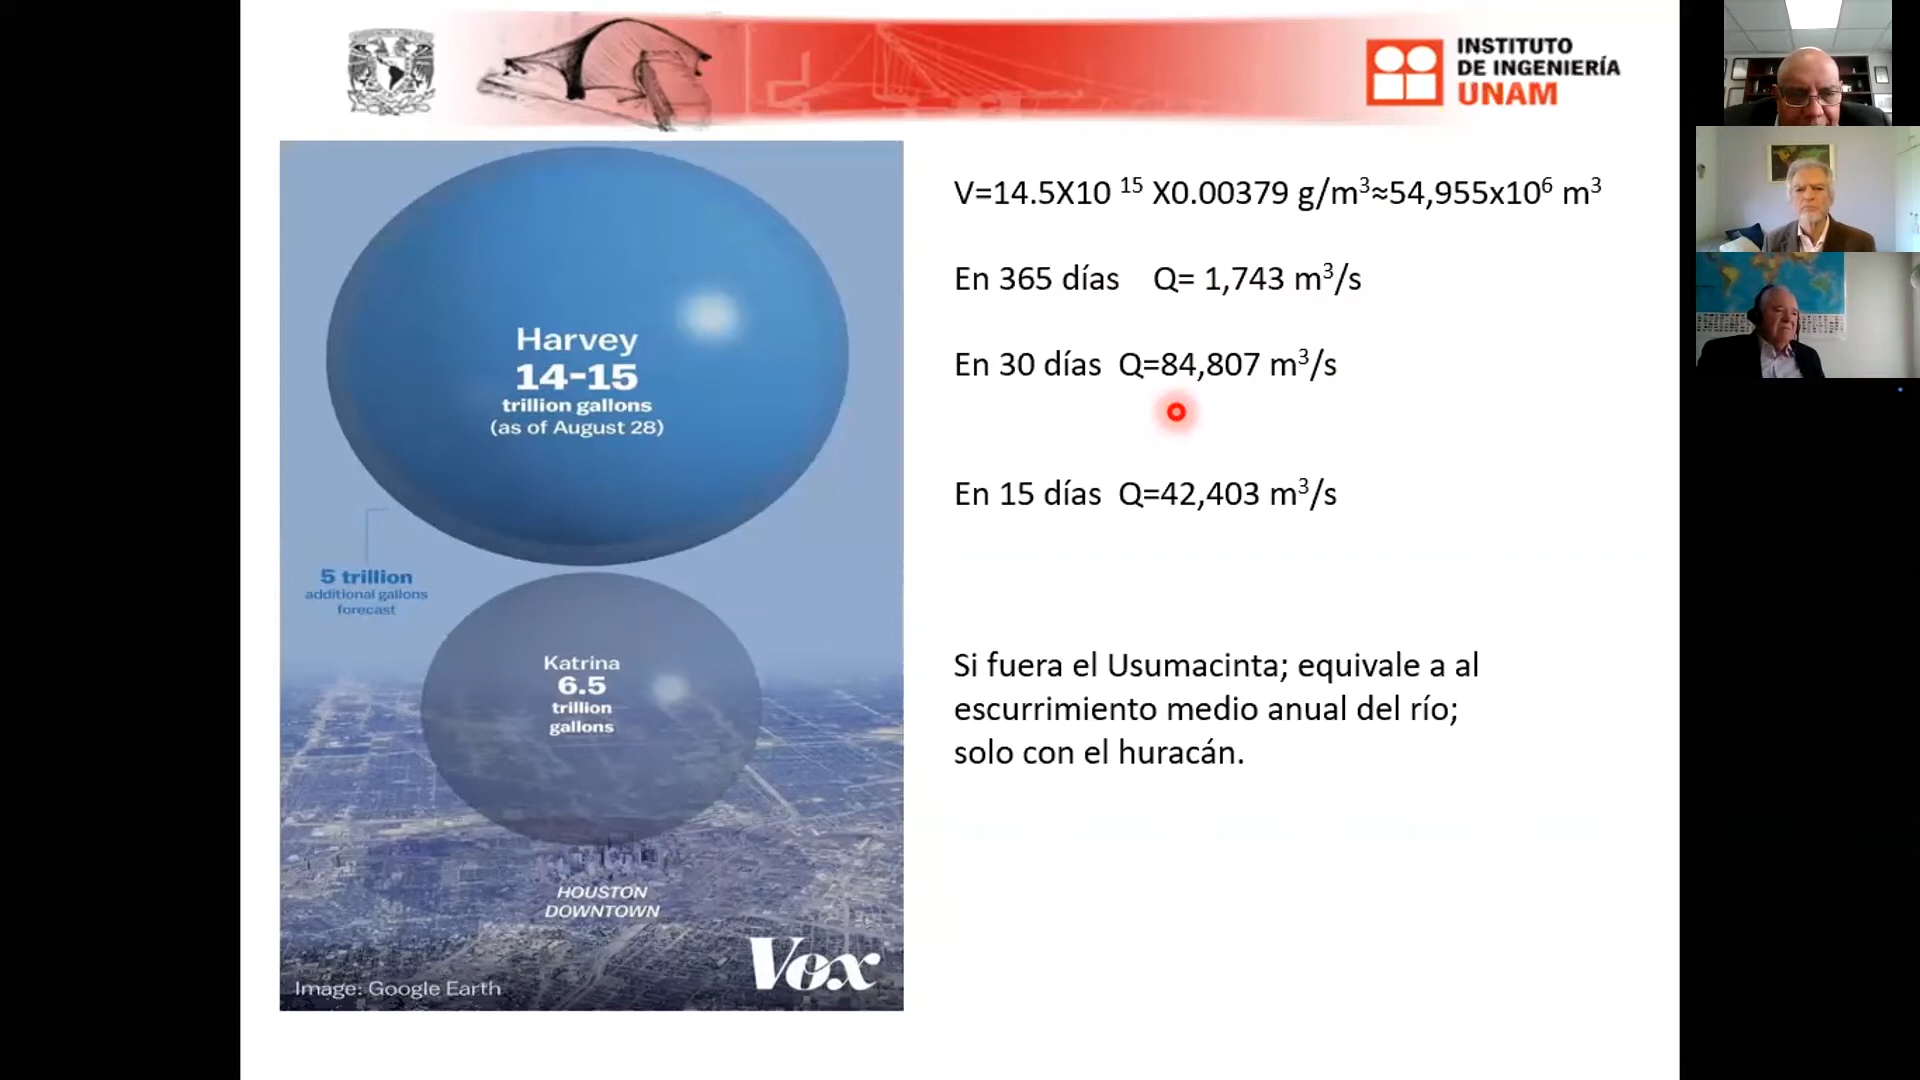 INSTITUTO
DE INGENIERÍA
UNAM
Harvey
14-15
trillion gallons
(as of August 28)
5 trillion
additional gallons
forecast
Katrina
6.5
trillion
gallons
HOUSTON
DOWNTOWN
Vox
Image: Google Earth
V=14.5X10 ¹⁵ X0.00379 g/m³≈54,955x10⁶ m³
En 365 días Q= 1,743 m³/s
En 30 días Q=84,807 m³/s
En 15 días Q=42,403 m³/s
Si fuera el Usumacinta; equivale a al
escurrimiento medio anual del río;
solo con el huracán.